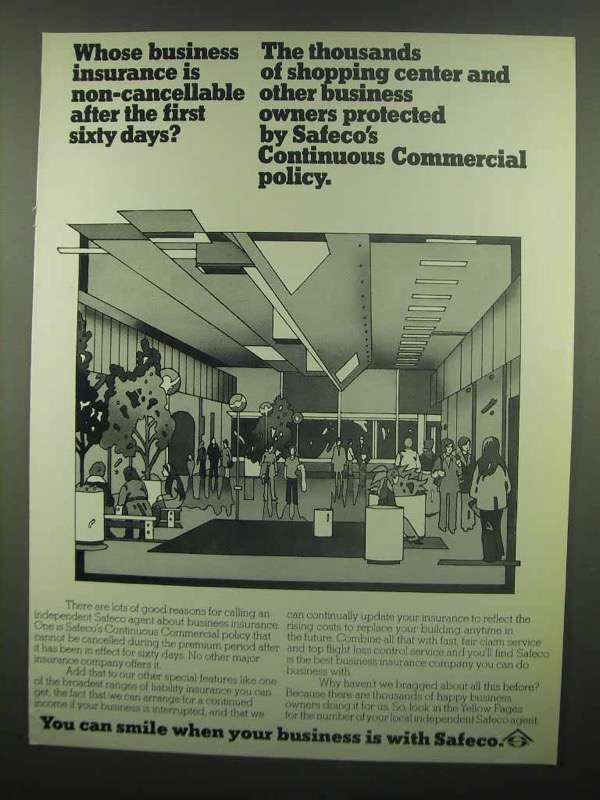 Whose business
insurance is
non-cancellable
after the first
sixty days?
The thousands
of shopping center and
other business
owners protected
by Safeco's
Continuous Commercial
policy.
There are lots of good reasons for calling an
independent Safeco agent about business insurance.
One is Safeco's Continuous Commercial policy that
cannot be cancelled during the premium period after
it has been in effect for sixty days. No other major
insurance company offers it.
Add that to our other special features like one
of the broadest ranges of liability insurance you can
get, the fact that we can arrange for a continued
income if your business is interrupted, and that we
can continually update your insurance to reflect the
rising costs to replace your building anytime in
the future. Combine all that with fast, fair claim service
and top flight loss control service and you'll find Safeco
is the best business insurance company you can do
business with.
Why haven't we bragged about all this before?
Because there are thousands of happy business
owners doing it for us. So, look in the Yellow Pages
for the number of your local independent Safeco agent.
You can smile when your business is with Safeco.